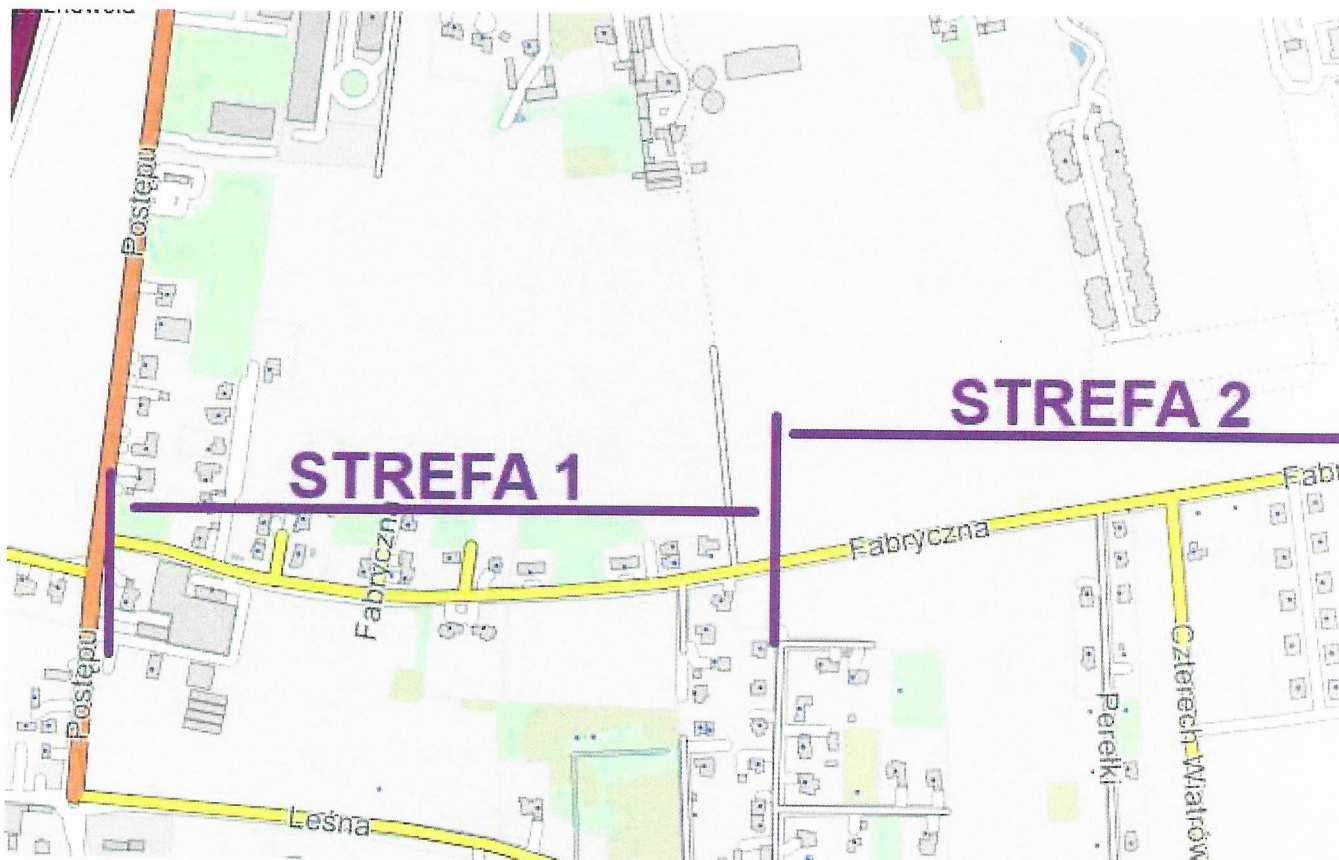 Postępu
STREFA 2
STREFA 1
Fabryczna
Fabryczna
Postępu
Perełki
Czterech Wiatrów
Leśna